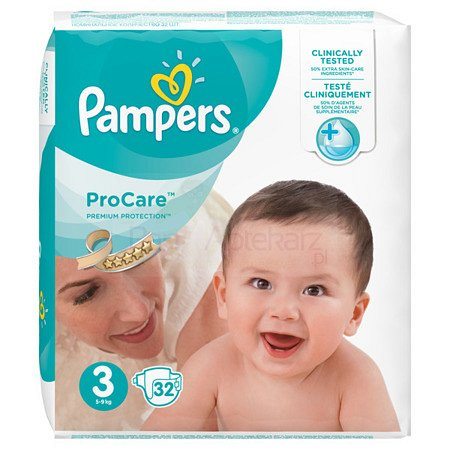 Pampers®
ProCare™
PREMIUM PROTECTION™
CLINICALLY
TESTED
50% EXTRA SKIN-CARE
INGREDIENTS*
TESTÉ
CLINIQUEMENT
50% D'AGENTS
DE SOIN DE LA PEAU
SUPPLÉMENTAIRE*
3
5-9 kg
32